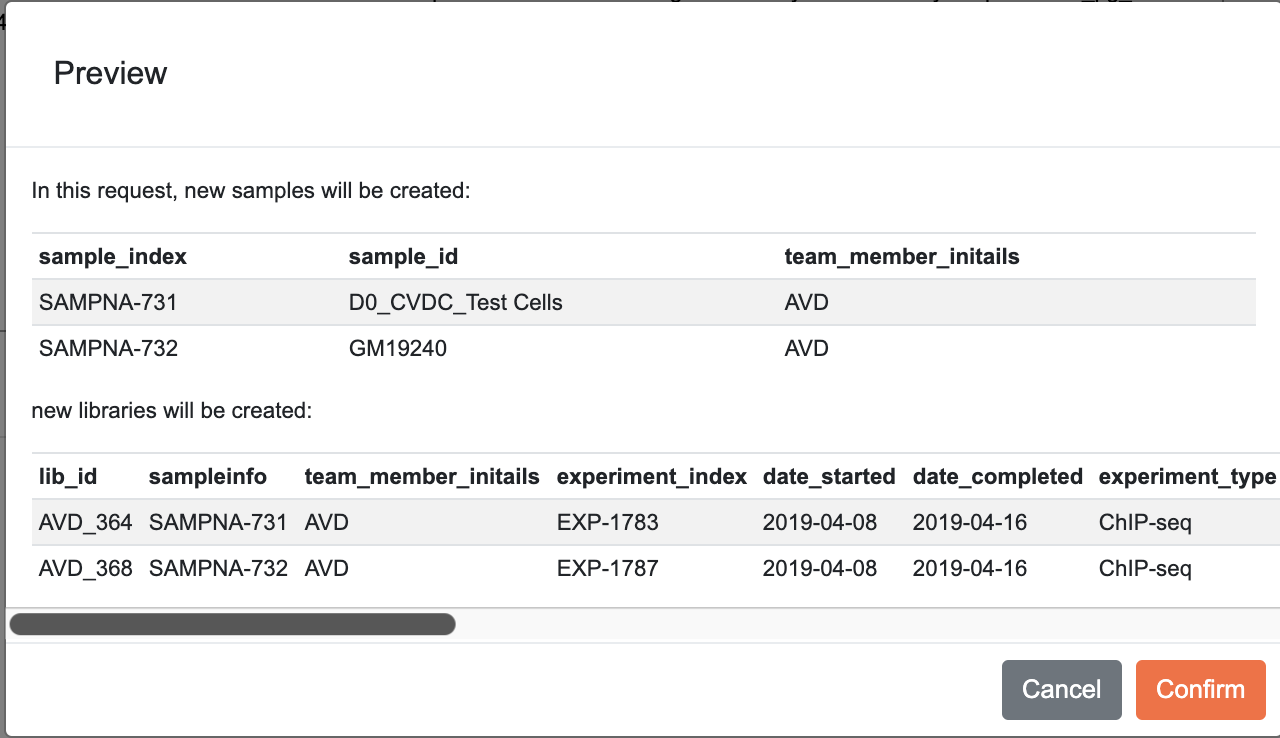 Preview
In this request, new samples will be created:
sample_index sample_id team_member_initails
SAMPNA-731 D0_CVDC_Test Cells AVD
SAMPNA-732 GM19240 AVD
new libraries will be created:
lib_id sampleinfo team_member_initails experiment_index date_started date_completed experiment_type
AVD_364 SAMPNA-731 AVD EXP-1783 2019-04-08 2019-04-16 ChIP-seq
AVD_368 SAMPNA-732 AVD EXP-1787 2019-04-08 2019-04-16 ChIP-seq
Cancel Confirm